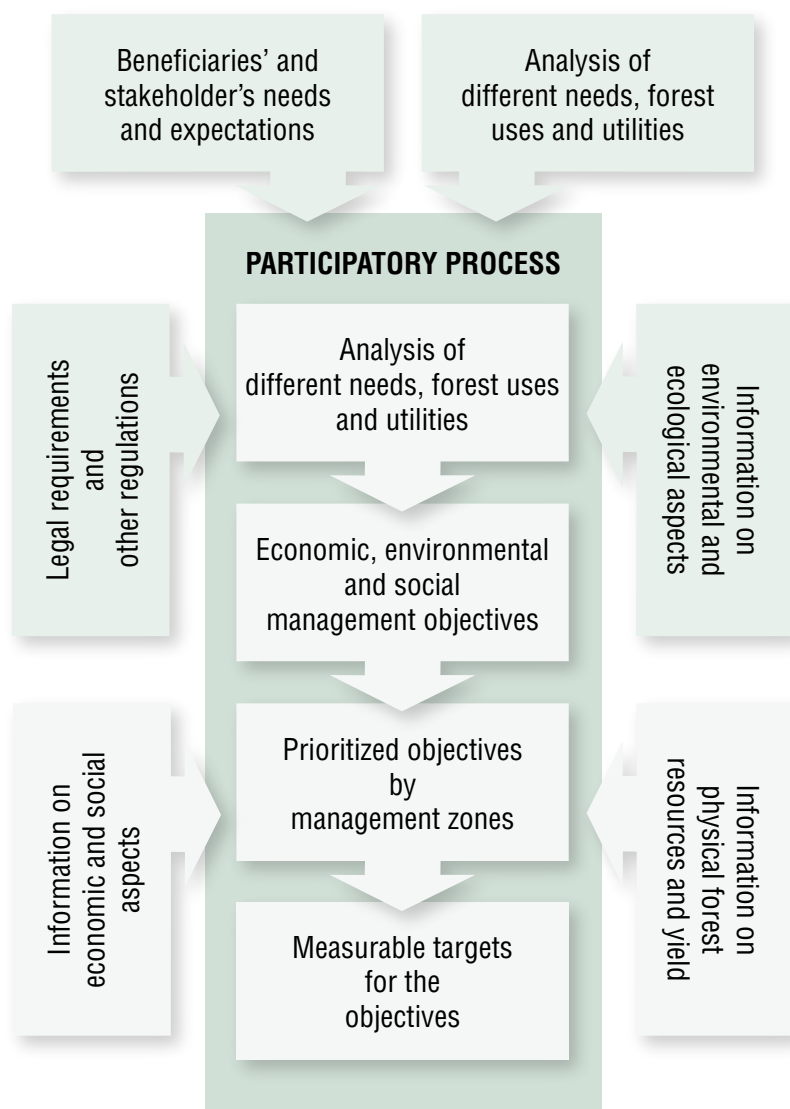 Beneficiaries’ and
stakeholder’s needs
and expectations
Analysis of
different needs, forest
uses and utilities
PARTICIPATORY PROCESS
Legal requirements
and
other regulations
Analysis of
different needs, forest uses
and utilities
Information on
environmental and
ecological aspects
Economic, environmental
and social
management objectives
Information on
economic and social
aspects
Prioritized objectives
by
management zones
Information on
physical forest
resources and yield
Measurable targets
for the
objectives